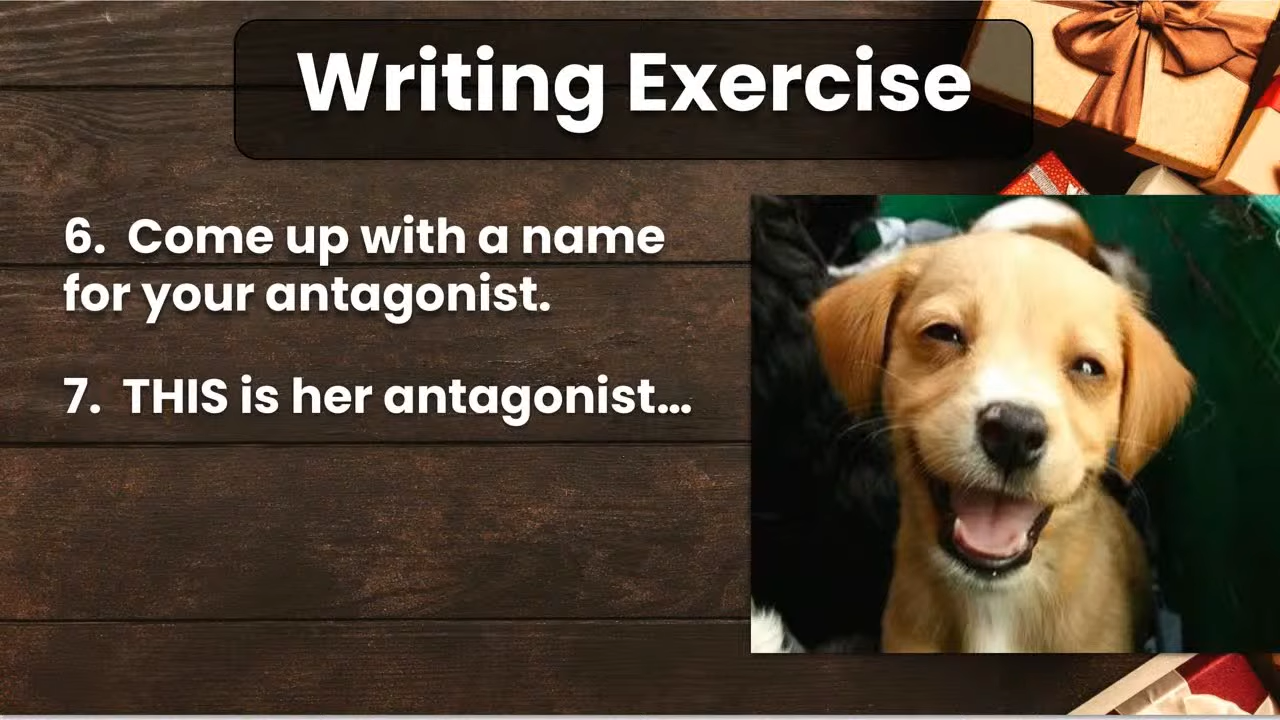 Writing Exercise
6. Come up with a name
for your antagonist.
7. THIS is her antagonist...